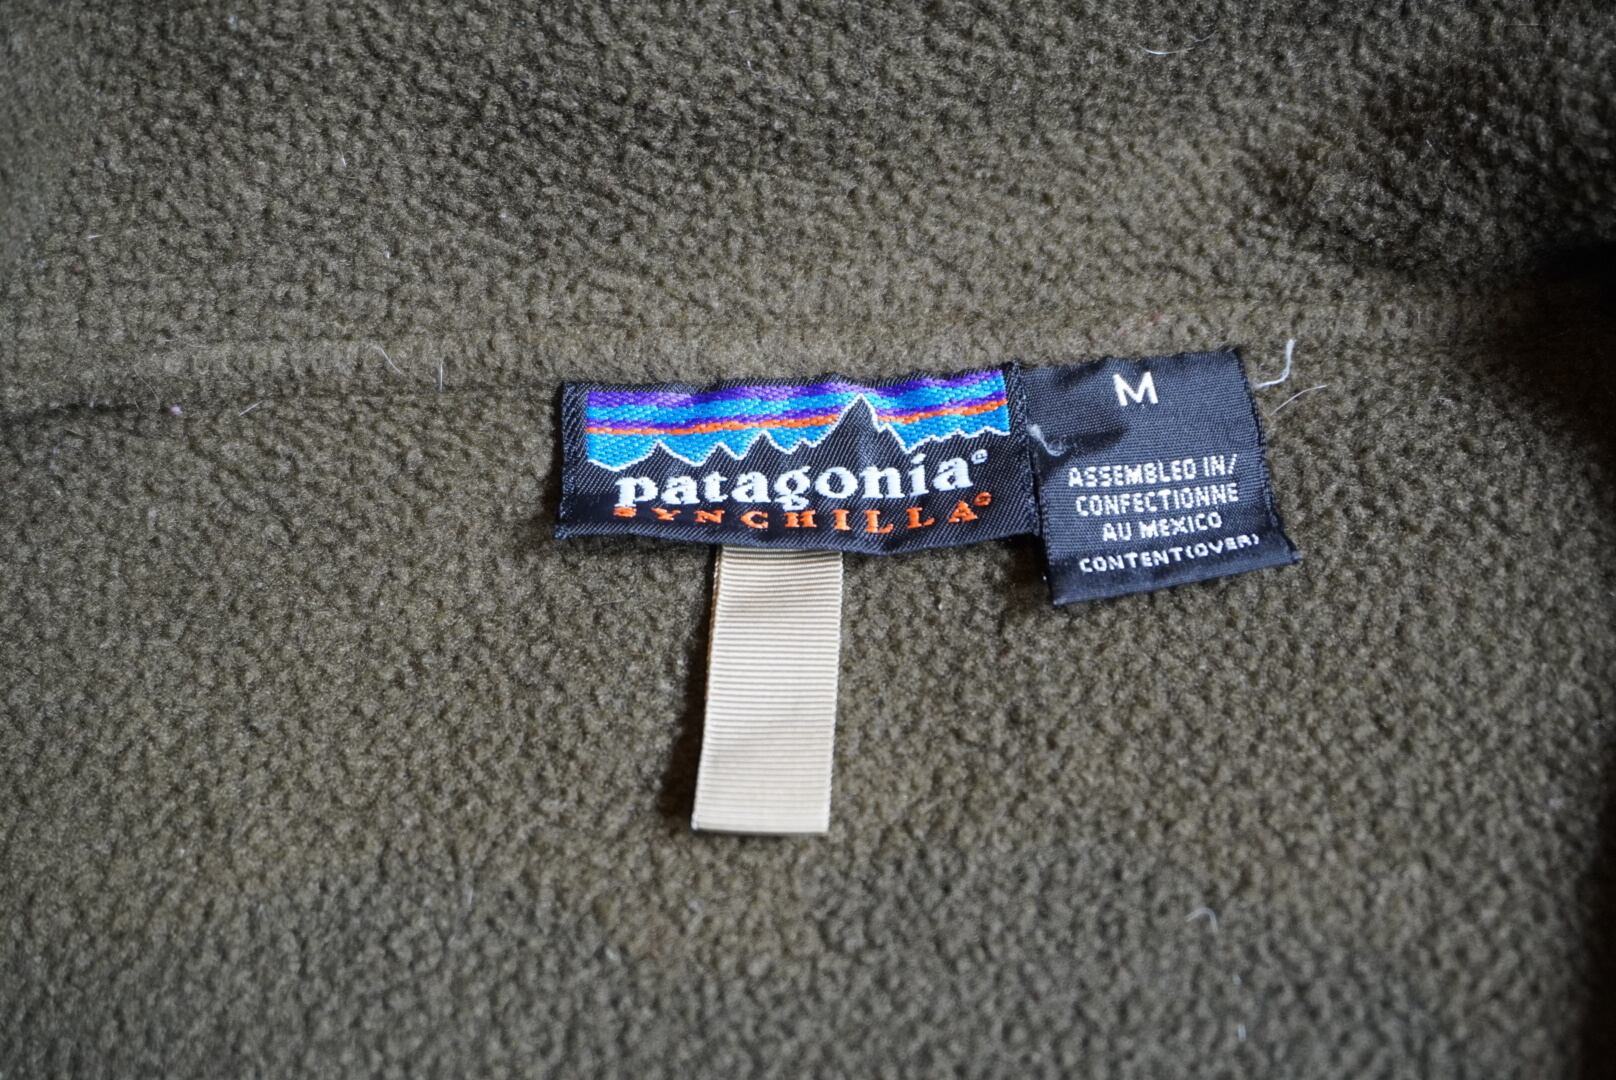 patagonia®
SYNCHILLA®
M
ASSEMBLED IN/
CONFECTIONNE
AU MEXICO
CONTENT(OVER)